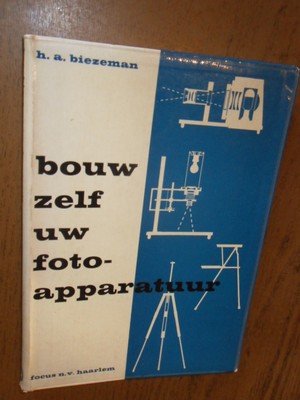 h. a. biezeman
bouw
zelf
uw
foto-
apparatuur
focus n.v. haarlem